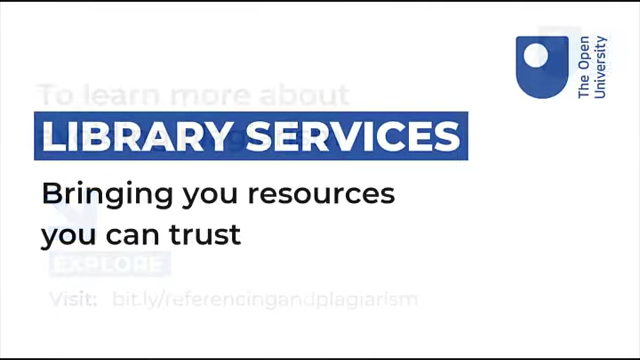 To learn more about
LIBRARY SERVICES
Bringing you resources
you can trust
EXPLORE
Visit: bit.ly/referencingandplagiarism
The Open
University